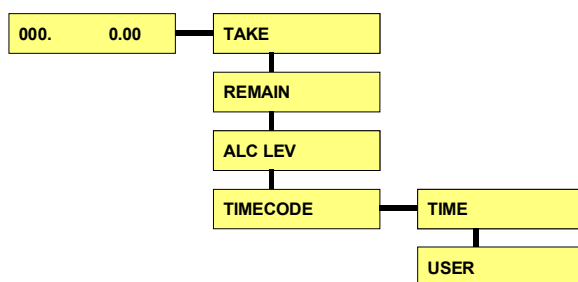 000. 0.00 TAKE
REMAIN
ALC LEV
TIMECODE TIME
USER